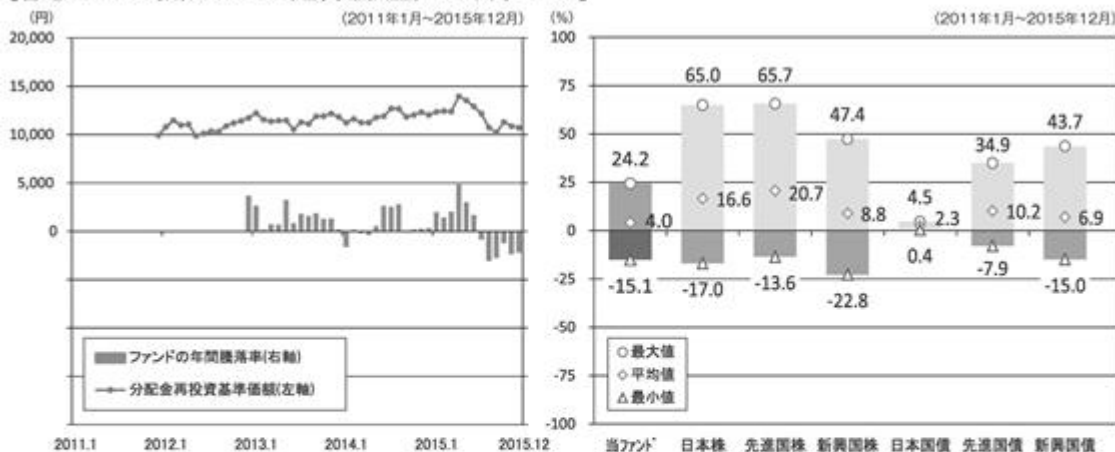 (円)
(2011年1月～2015年12月)
20,000
15,000
10,000
5,000
0
ファンドの年間騰落率(右軸)
分配金再投資基準価額(左軸)
2011.1 2012.1 2013.1 2014.1 2015.1 2015.12
(%)
(2011年1月～2015年12月)
100
75
50
25
0
-25
-50
-75
-100
24.2 65.0 65.7 47.4 4.5 34.9 43.7
4.0 16.6 20.7 8.8 2.3 10.2 6.9
-15.1 -17.0 -13.6 -22.8 0.4 -7.9 -15.0
最大値
平均値
最小値
当ファンド 日本株 先進国株 新興国株 日本国債 先進国債 新興国債